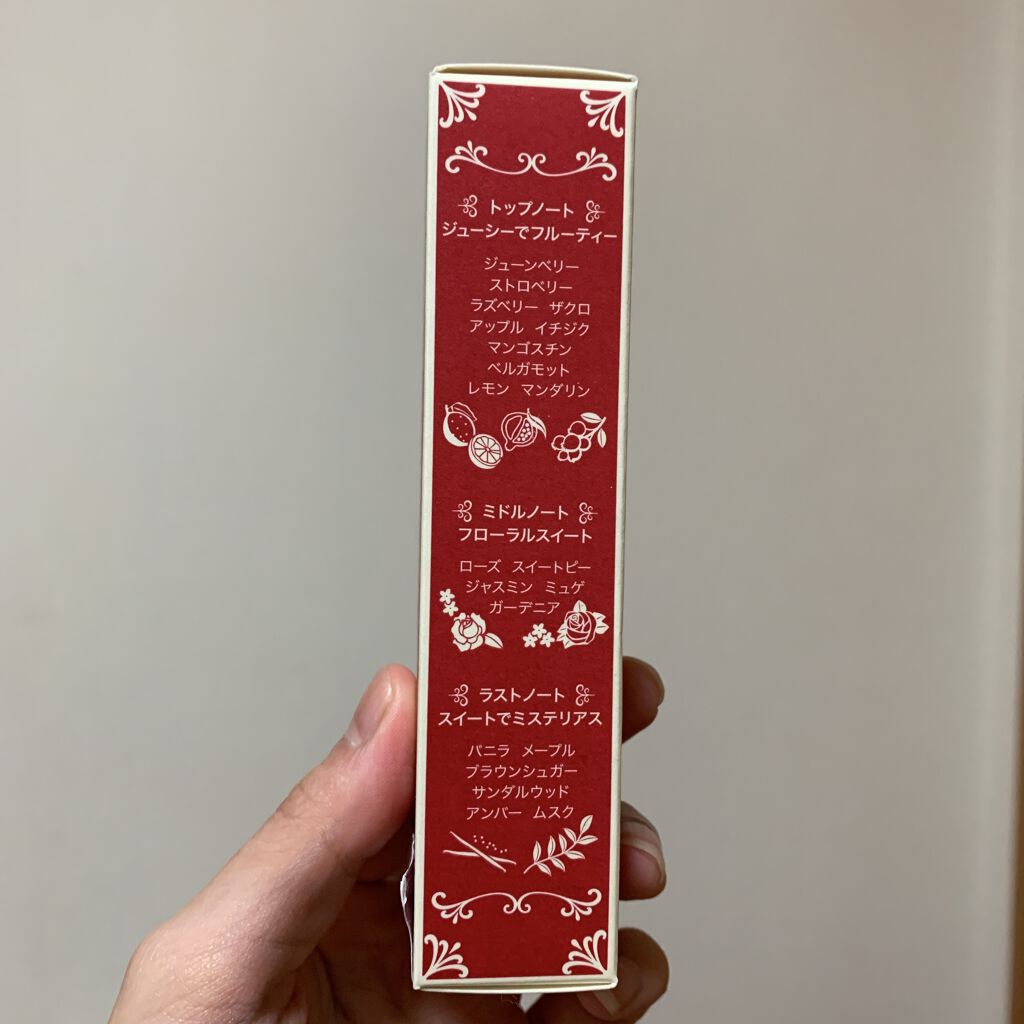 トップノート
ジューシーでフルーティー
ジューンベリー
ストロベリー
ラズベリー ザクロ
アップル イチジク
マンゴスチン
ベルガモット
レモン マンダリン
ミドルノート
フローラルスイート
ローズ スイートピー
ジャスミン ミュゲ
ガーデニア
ラストノート
スイートでミステリアス
バニラ メープル
ブラウンシュガー
サンダルウッド
アンバー ムスク